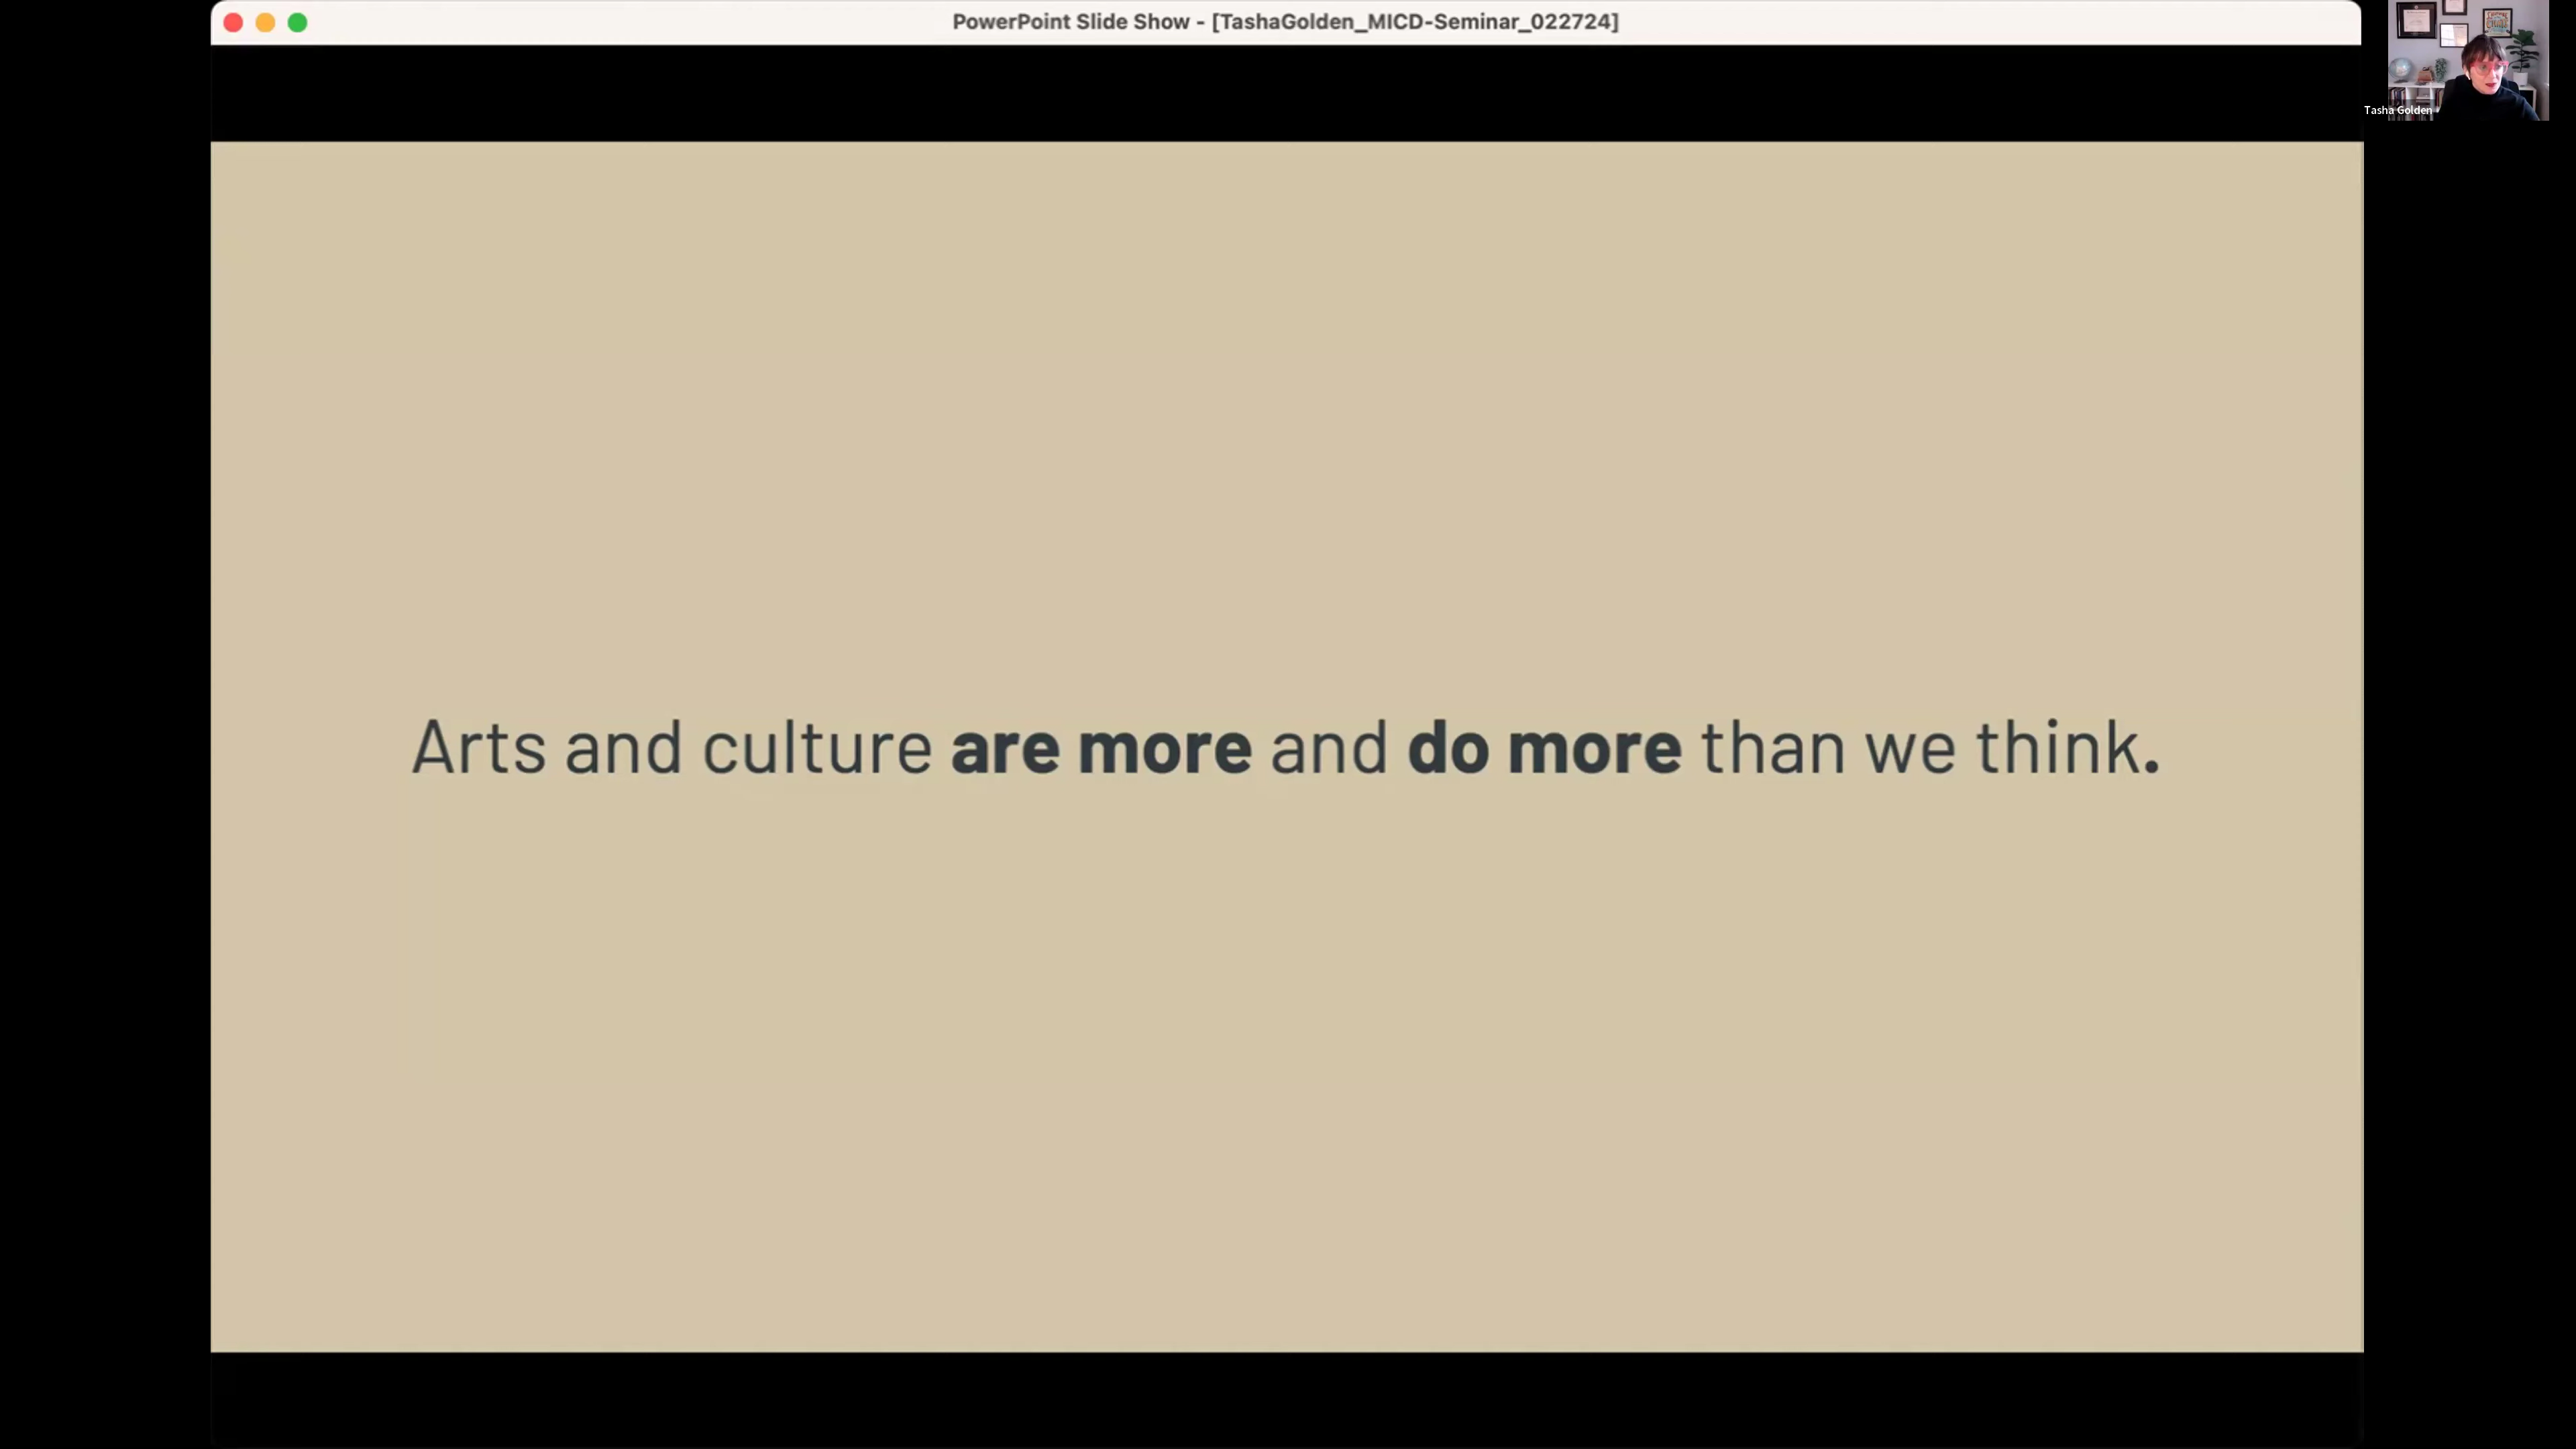 PowerPoint Slide Show - [TashaGolden_MICD-Seminar_022724]
Tasha Golden
Arts and culture are more and do more than we think.